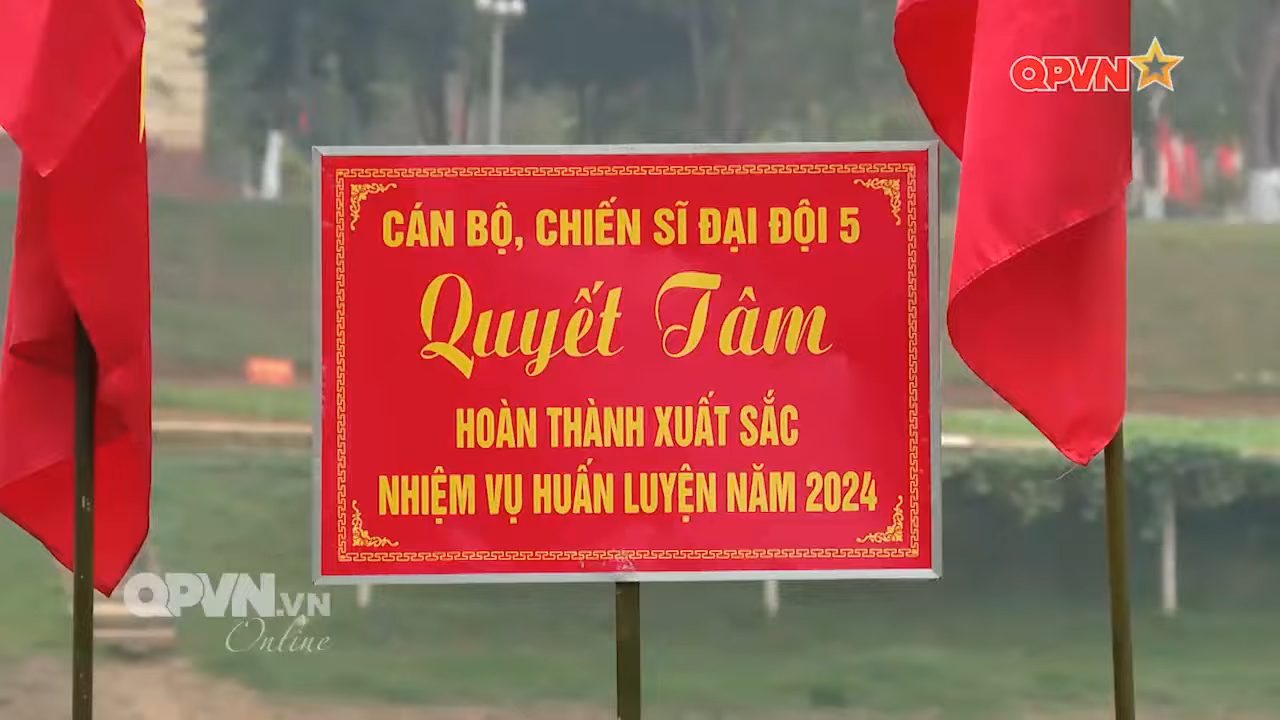 QPVN
CÁN BỘ, CHIẾN SĨ ĐẠI ĐỘI 5
Quyết Tâm
HOÀN THÀNH XUẤT SẮC
NHIỆM VỤ HUẤN LUYỆN NĂM 2024
QPVN.VN
Online